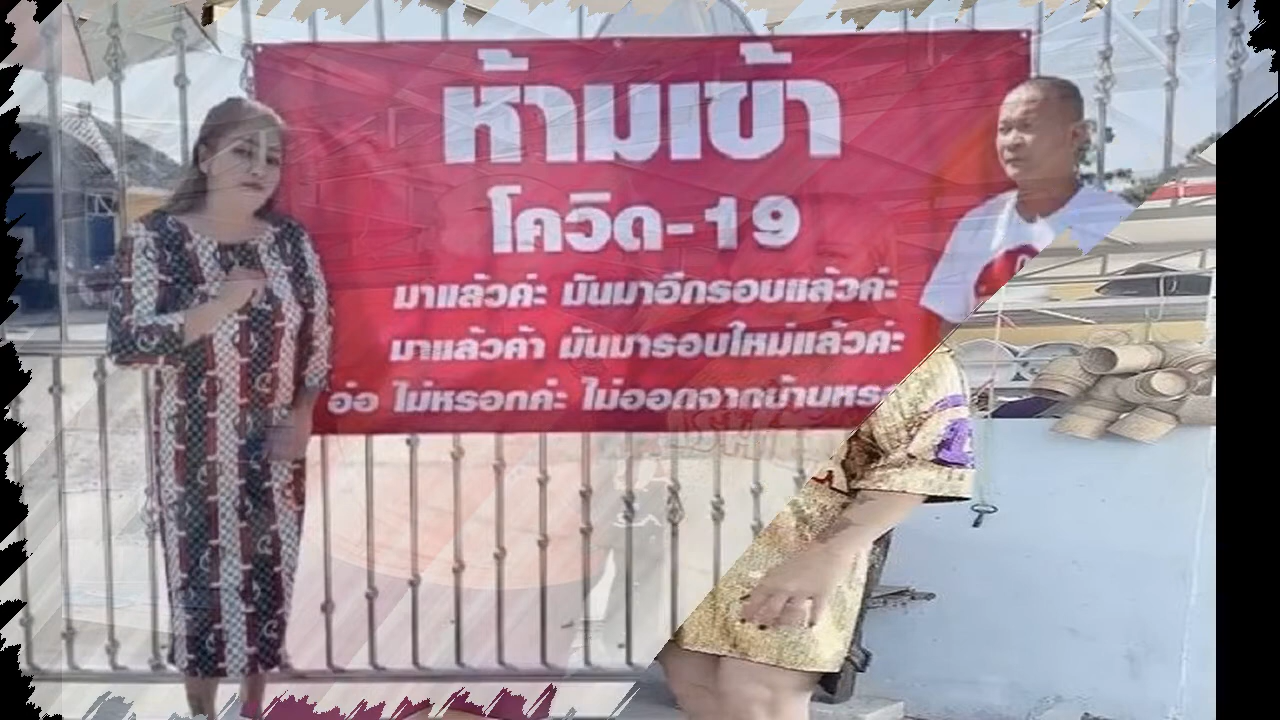 ห้ามเข้า
โควิด-19
มาแล้วค่ะ มันมาอีกรอบแล้วค่ะ
มาแล้วค้า มันมารอบใหม่แล้วค่ะ
อ๋อ ไม่หรอกค่ะ ไม่ออดจากบ้านหรอ